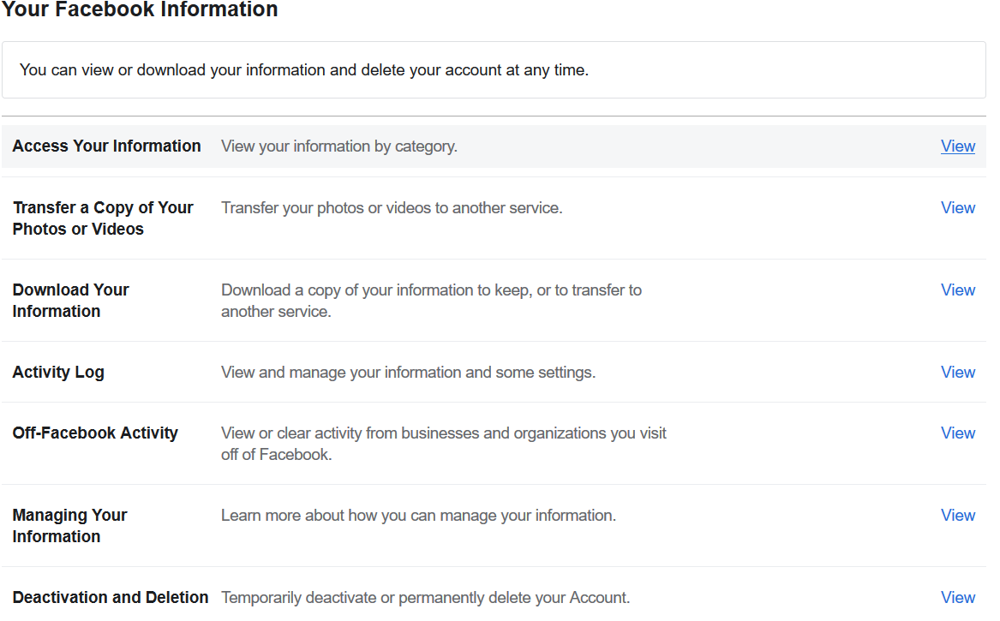 Your Facebook Information
You can view or download your information and delete your account at any time.
Access Your Information View your information by category. View
Transfer a Copy of Your Transfer your photos or videos to another service. View
Photos or Videos
Download Your Download a copy of your information to keep, or to transfer to View
Information another service.
Activity Log View and manage your information and some settings. View
Off-Facebook Activity View or clear activity from businesses and organizations you visit View
off of Facebook.
Managing Your Learn more about how you can manage your information. View
Information
Deactivation and Deletion Temporarily deactivate or permanently delete your Account. View